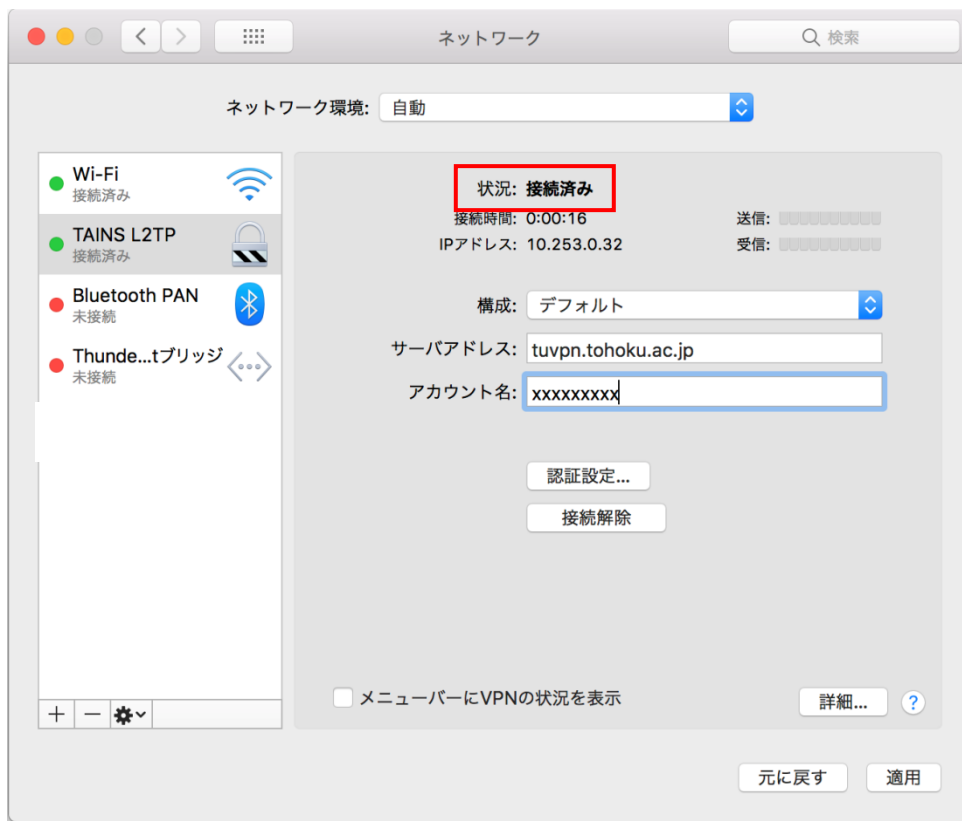 ネットワーク
検索
ネットワーク環境: 自動
Wi-Fi
接続済み
TAINS L2TP
接続済み
Bluetooth PAN
未接続
Thunde...tブリッジ
未接続
状況: 接続済み
接続時間: 0:00:16
送信:
IPアドレス: 10.253.0.32
受信:
構成: デフォルト
サーバアドレス: tuvpn.tohoku.ac.jp
アカウント名: xxxxxxxxx
認証設定...
接続解除
メニューバーにVPNの状況を表示
詳細...
?
元に戻す
適用